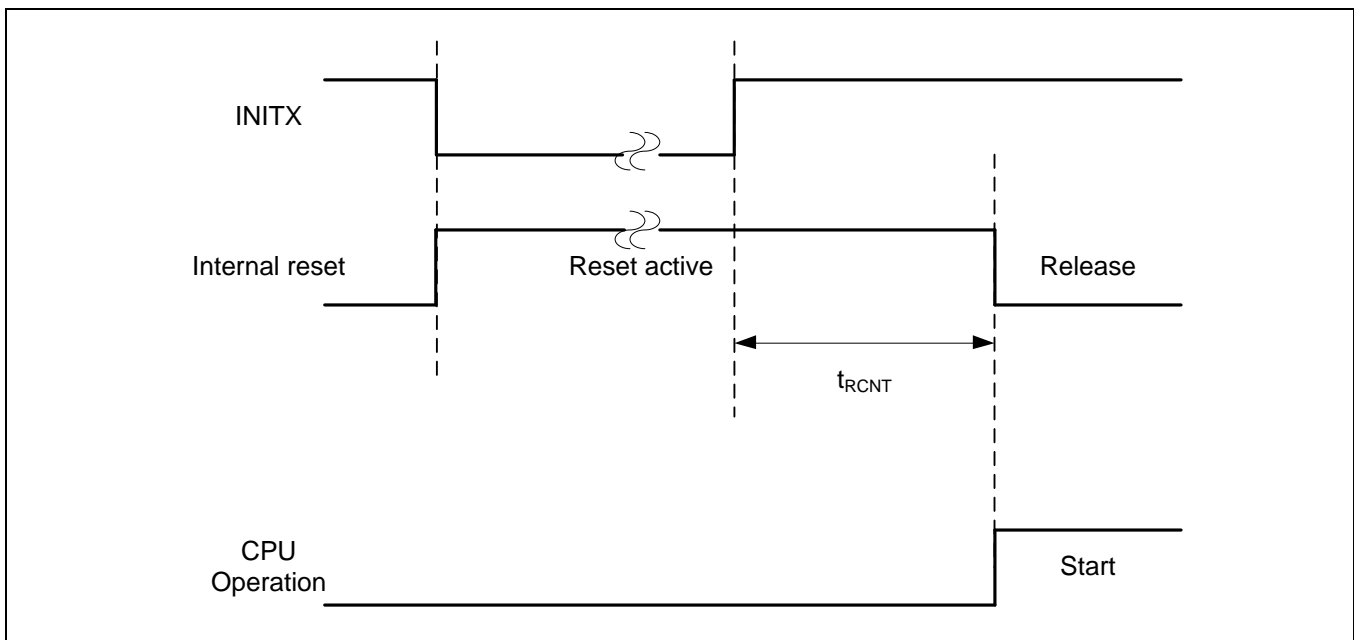 INITX
Internal reset
Reset active
Release
tRCNT
CPU
Operation
Start